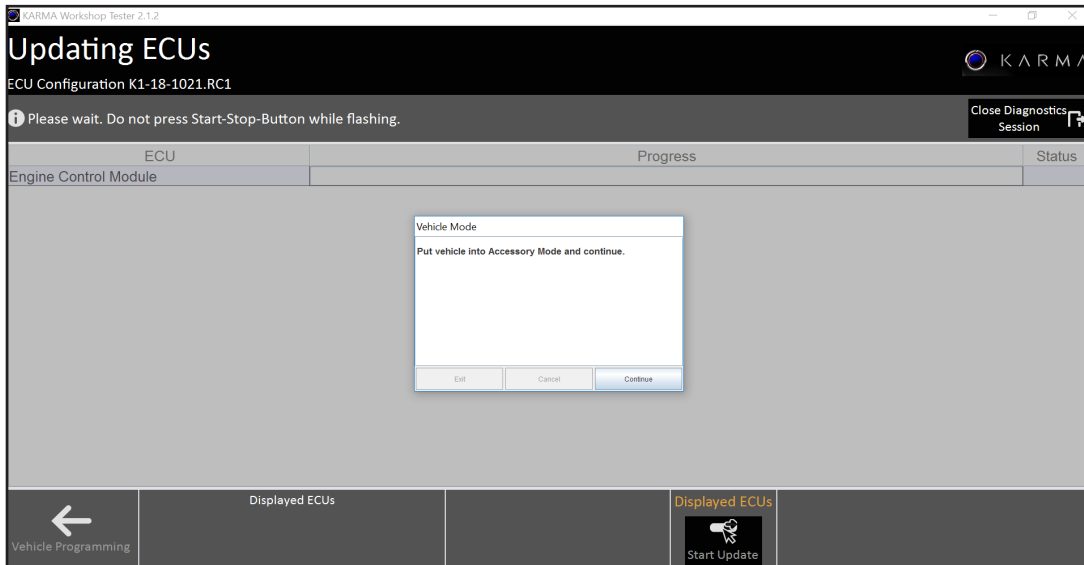 KARMA Workshop Tester 2.1.2
Updating ECUs
KARMA
ECU Configuration K1-18-1021.RC1
Please wait. Do not press Start-Stop-Button while flashing.
Close Diagnostics
Session
ECU Progress Status
Engine Control Module
Vehicle Mode
Put vehicle into Accessory Mode and continue.
Exit Cancel Continue
Displayed ECUs Displayed ECUs
Vehicle Programming
Start Update